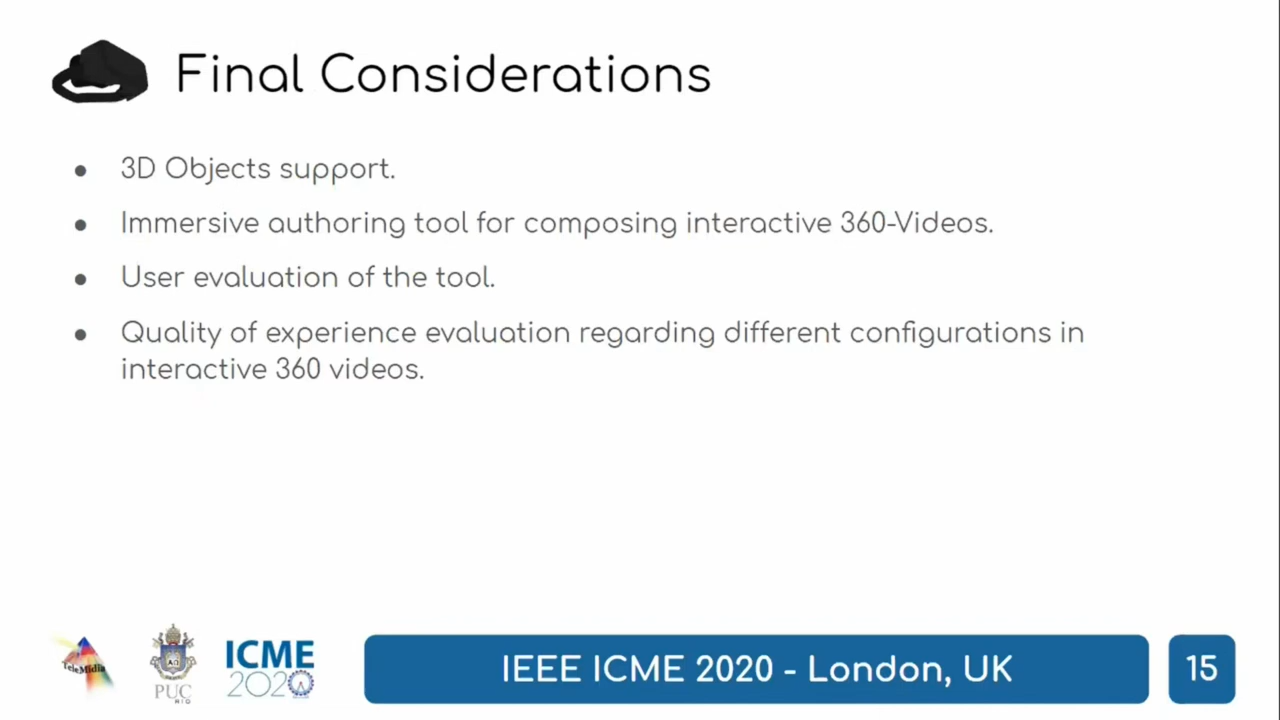 Final Considerations
● 3D Objects support.
● Immersive authoring tool for composing interactive 360-Videos.
● User evaluation of the tool.
● Quality of experience evaluation regarding different configurations in
interactive 360 videos.
TeleMídia
PUC
RIO
ICME
2020
IEEE ICME 2020 - London, UK
15